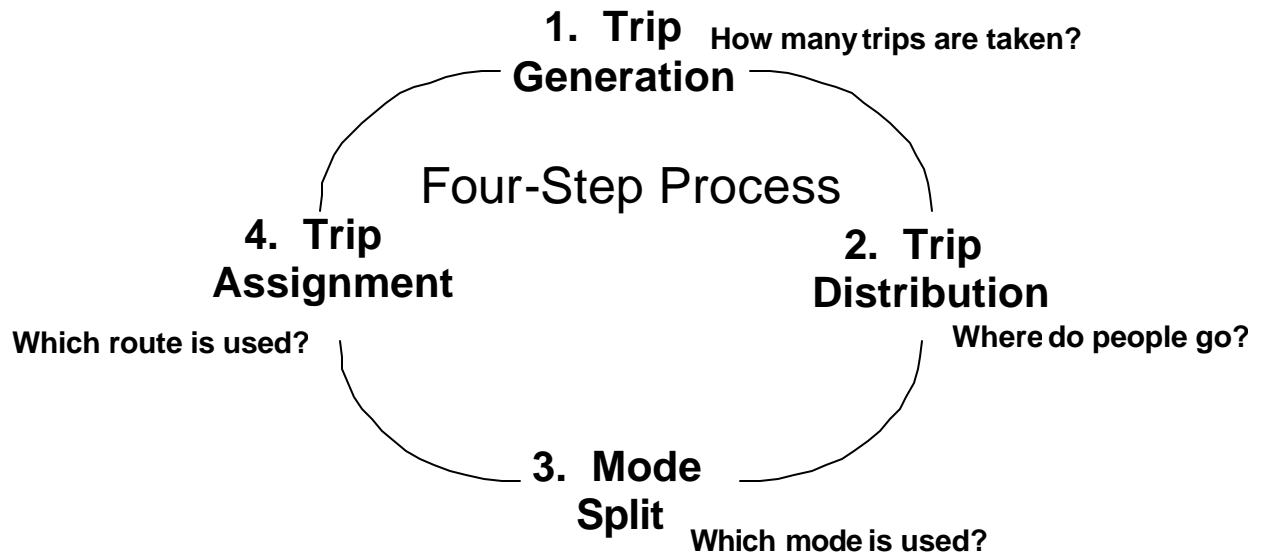 1. Trip
Generation
How many trips are taken?
Four-Step Process
2. Trip
Distribution
Where do people go?
3. Mode
Split
Which mode is used?
4. Trip
Assignment
Which route is used?